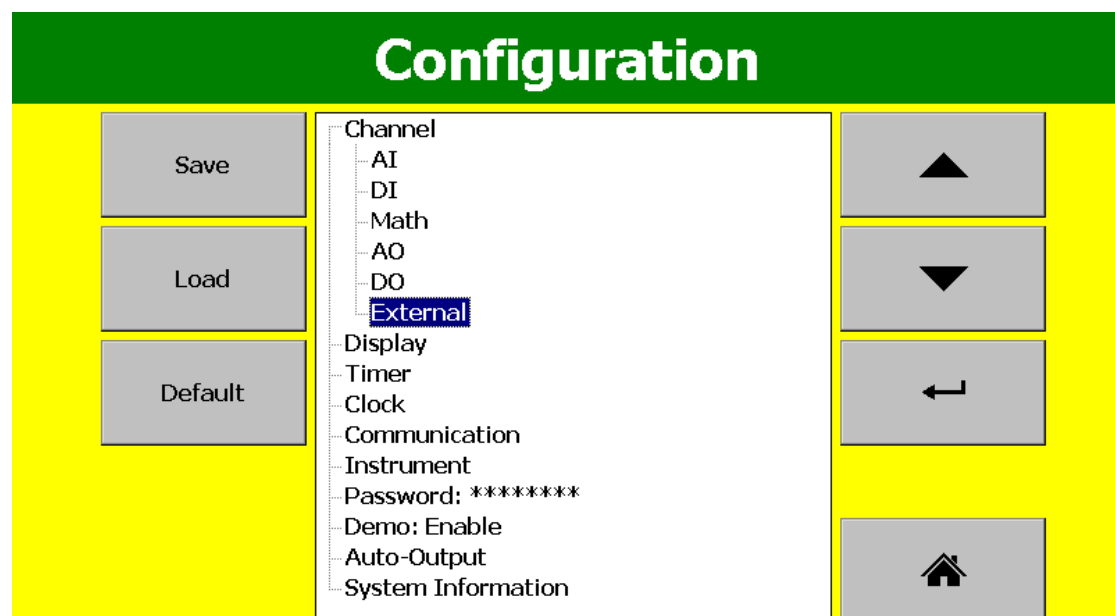 Configuration
Save
Load
Default
Channel
AI
DI
Math
AO
DO
External
Display
Timer
Clock
Communication
Instrument
Password: ********
Demo: Enable
Auto-Output
System Information